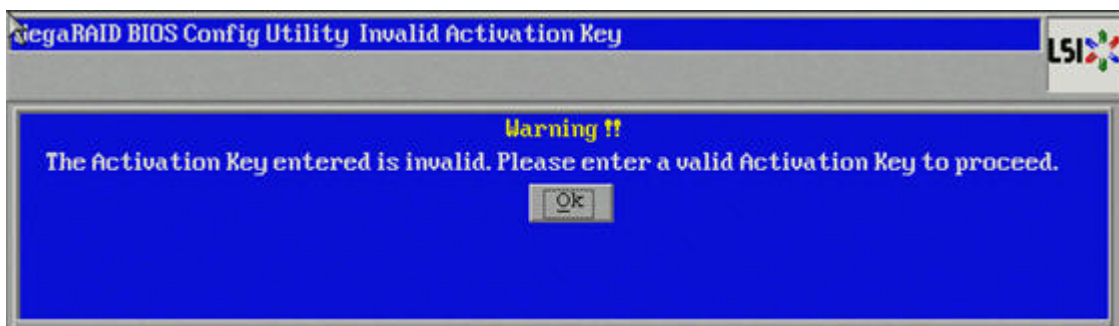 MegaRAID BIOS Config Utility Invalid Activation Key
LSI
Warning !!
The Activation Key entered is invalid. Please enter a valid Activation Key to proceed.
Ok